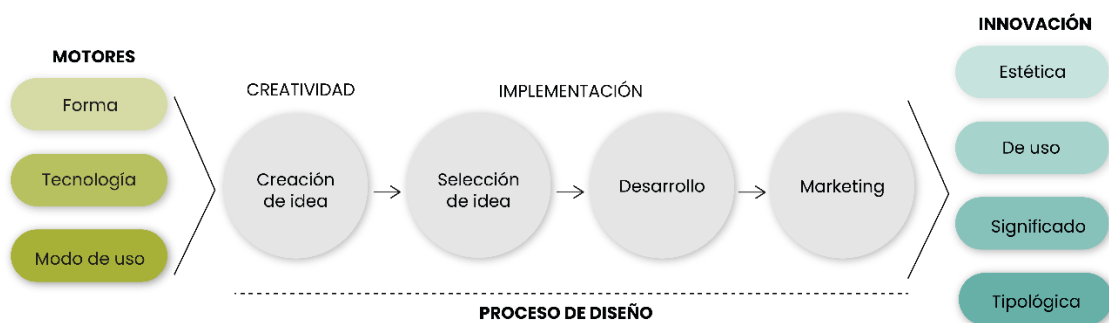 MOTORES
Forma
Tecnología
Modo de uso
CREATIVIDAD
IMPLEMENTACIÓN
Creación
de idea
Selección
de idea
Desarrollo
Marketing
PROCESO DE DISEÑO
INNOVACIÓN
Estética
De uso
Significado
Tipológica